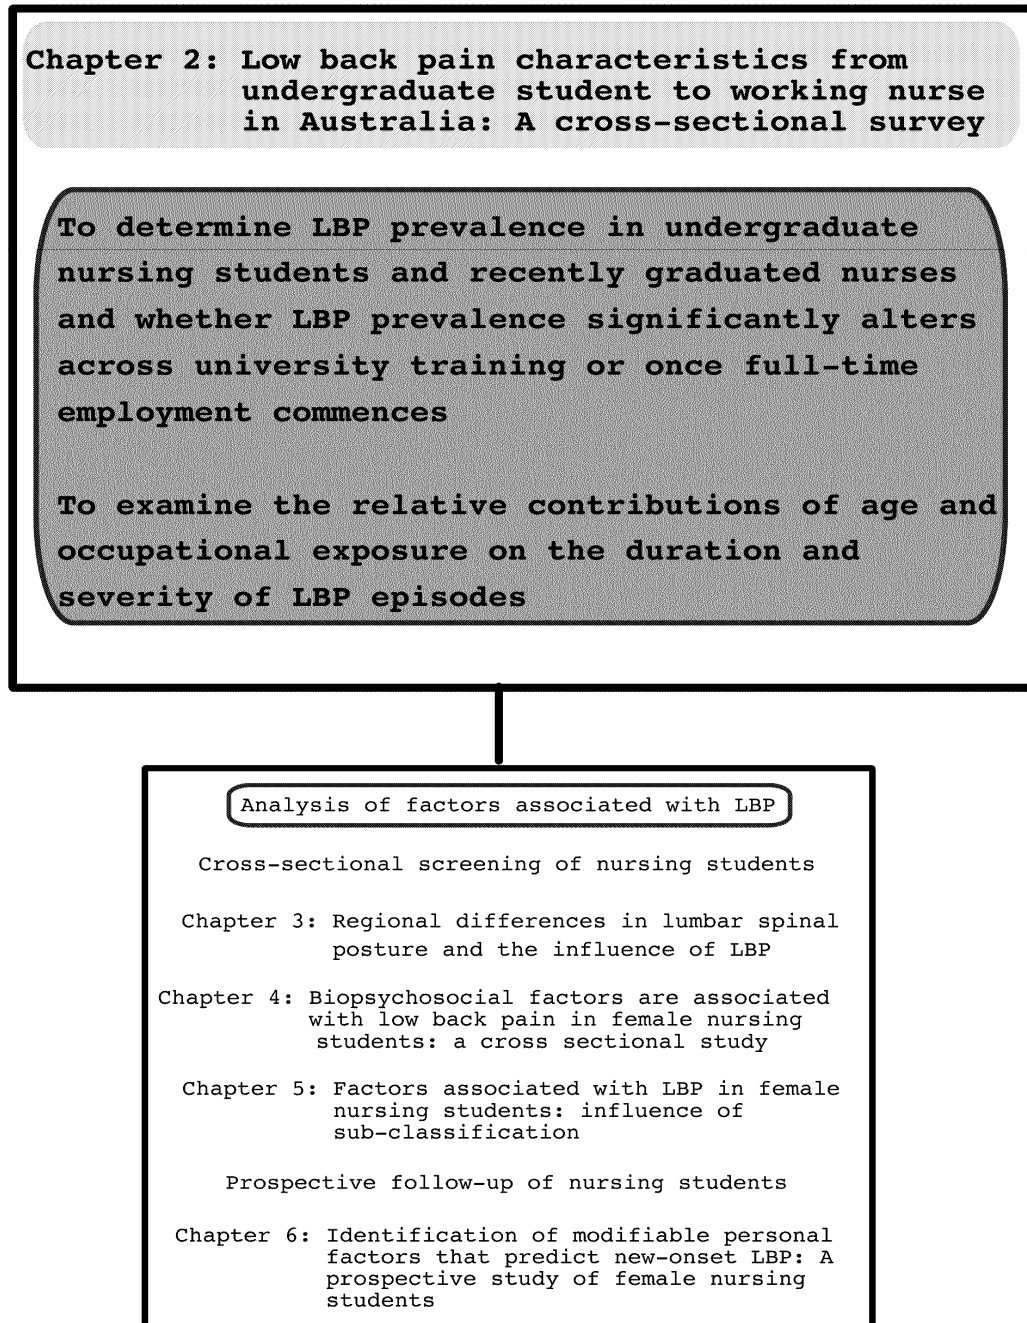 Chapter 2: Low back pain characteristics from
undergraduate student to working nurse
in Australia: A cross-sectional survey
To determine LBP prevalence in undergraduate
nursing students and recently graduated nurses
and whether LBP prevalence significantly alters
across university training or once full-time
employment commences
To examine the relative contributions of age and
occupational exposure on the duration and
severity of LBP episodes
Analysis of factors associated with LBP
Cross-sectional screening of nursing students
Chapter 3: Regional differences in lumbar spinal
posture and the influence of LBP
Chapter 4: Biopsychosocial factors are associated
with low back pain in female nursing
students: a cross sectional study
Chapter 5: Factors associated with LBP in female
nursing students: influence of
sub-classification
Prospective follow-up of nursing students
Chapter 6: Identification of modifiable personal
factors that predict new-onset LBP: A
prospective study of female nursing
students